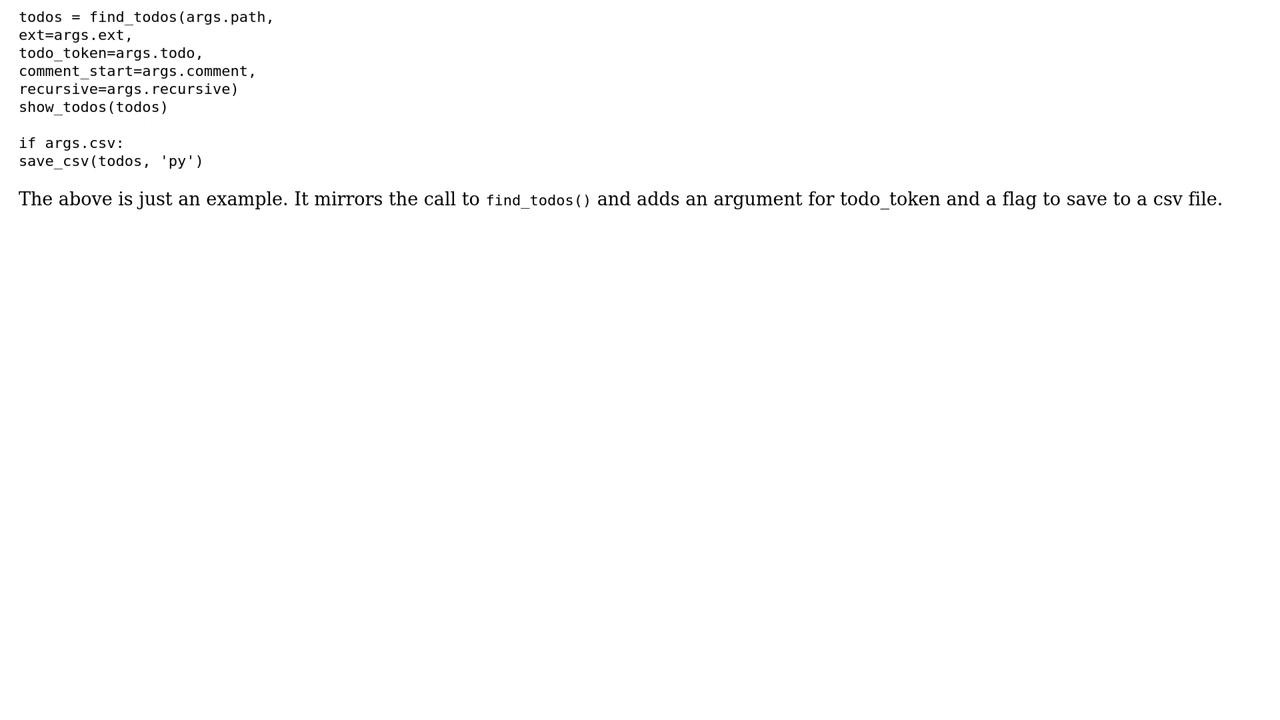 todos = find_todos(args.path,
ext=args.ext,
todo_token=args.todo,
comment_start=args.comment,
recursive=args.recursive)
show_todos(todos)

if args.csv:
save_csv(todos, 'py')

The above is just an example. It mirrors the call to find_todos() and adds an argument for todo_token and a flag to save to a csv file.